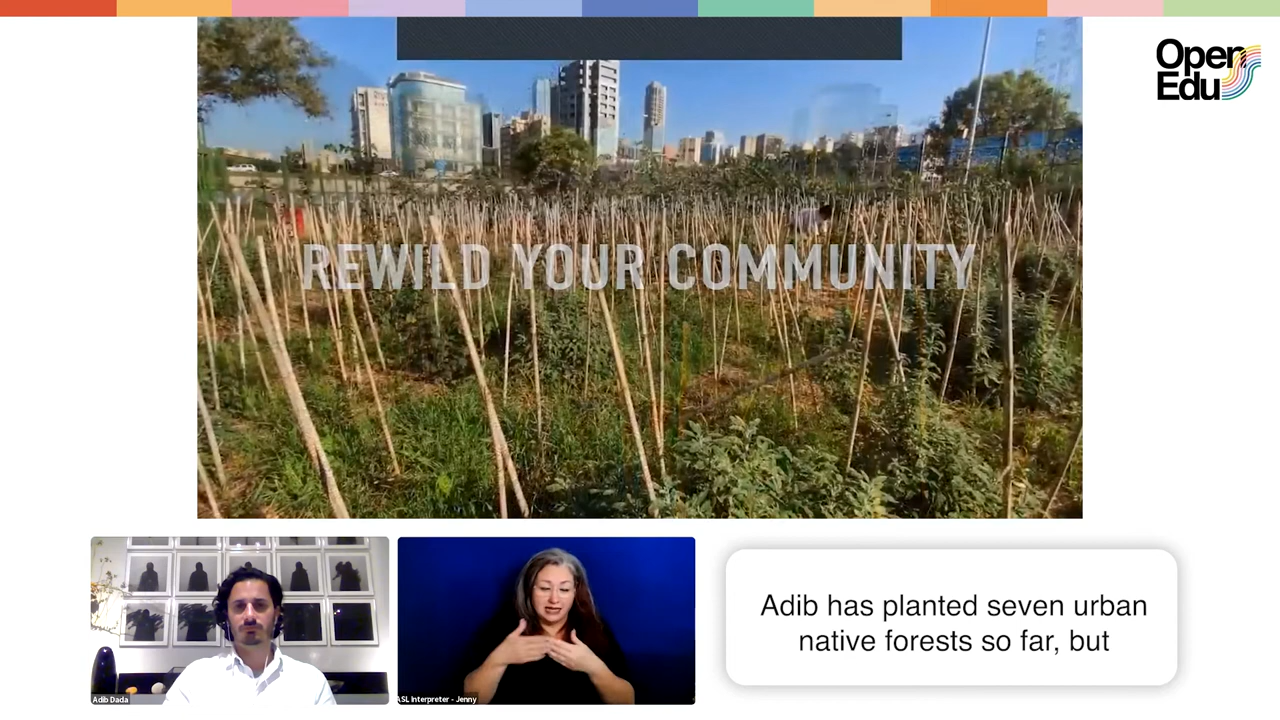 Open
Edu
REWILD YOUR COMMUNITY
Adib Dada
ASL Interpreter - Jenny
Adib has planted seven urban
native forests so far, but